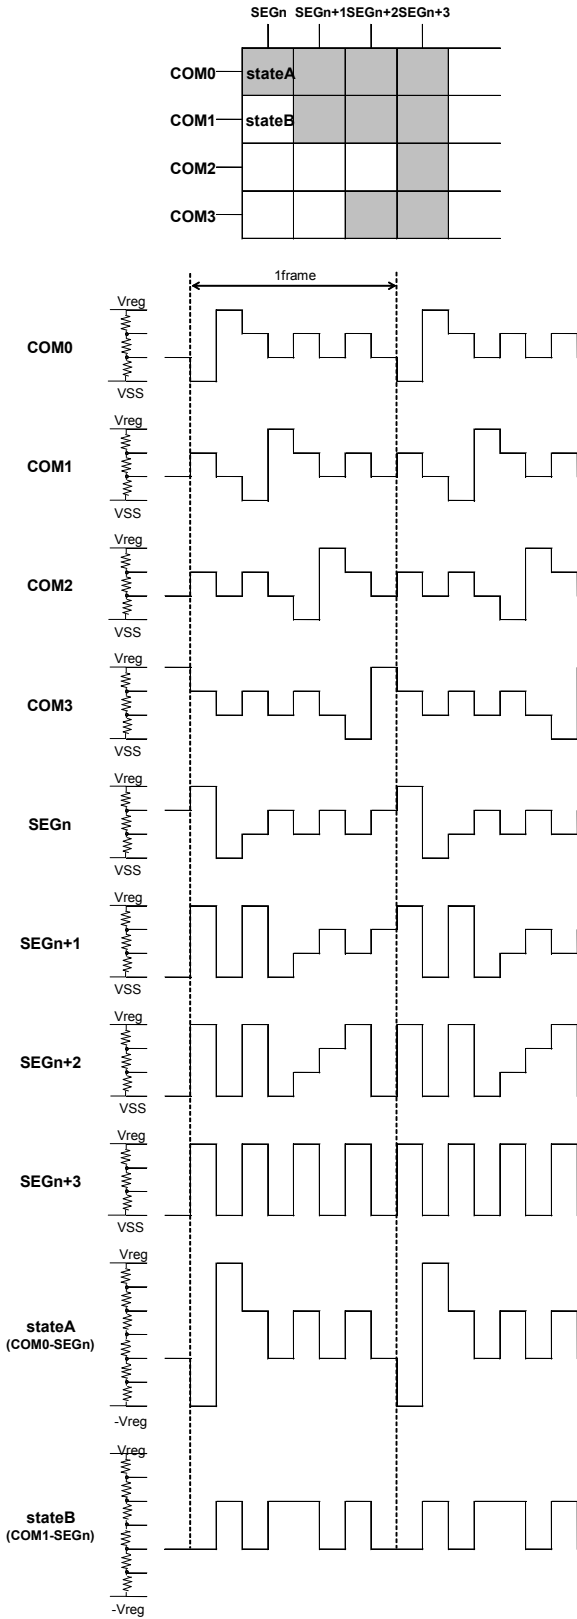 SEGn SEGn+1SEGn+2SEGn+3
COM0 stateA
COM1 stateB
COM2
COM3
1frame
Vreg
COM0
VSS
Vreg
COM1
VSS
Vreg
COM2
VSS
Vreg
COM3
VSS
Vreg
SEGn
VSS
Vreg
SEGn+1
VSS
Vreg
SEGn+2
VSS
Vreg
SEGn+3
VSS
Vreg
stateA
(COM0-SEGn)
-Vreg
Vreg
stateB
(COM1-SEGn)
-Vreg